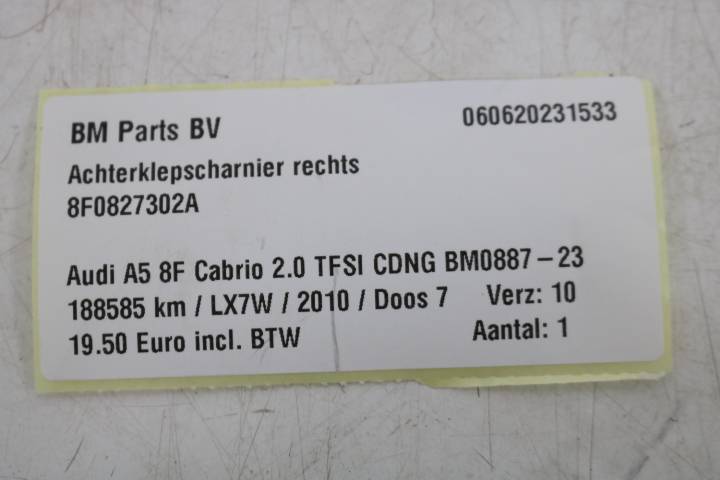 BM Parts BV 060620231533
Achterklepscharnier rechts
8F0827302A
Audi A5 8F Cabrio 2.0 TFSI CDNG BM0887-23
188585 km / LX7W / 2010 / Doos 7 Verz: 10
19.50 Euro incl. BTW Aantal: 1